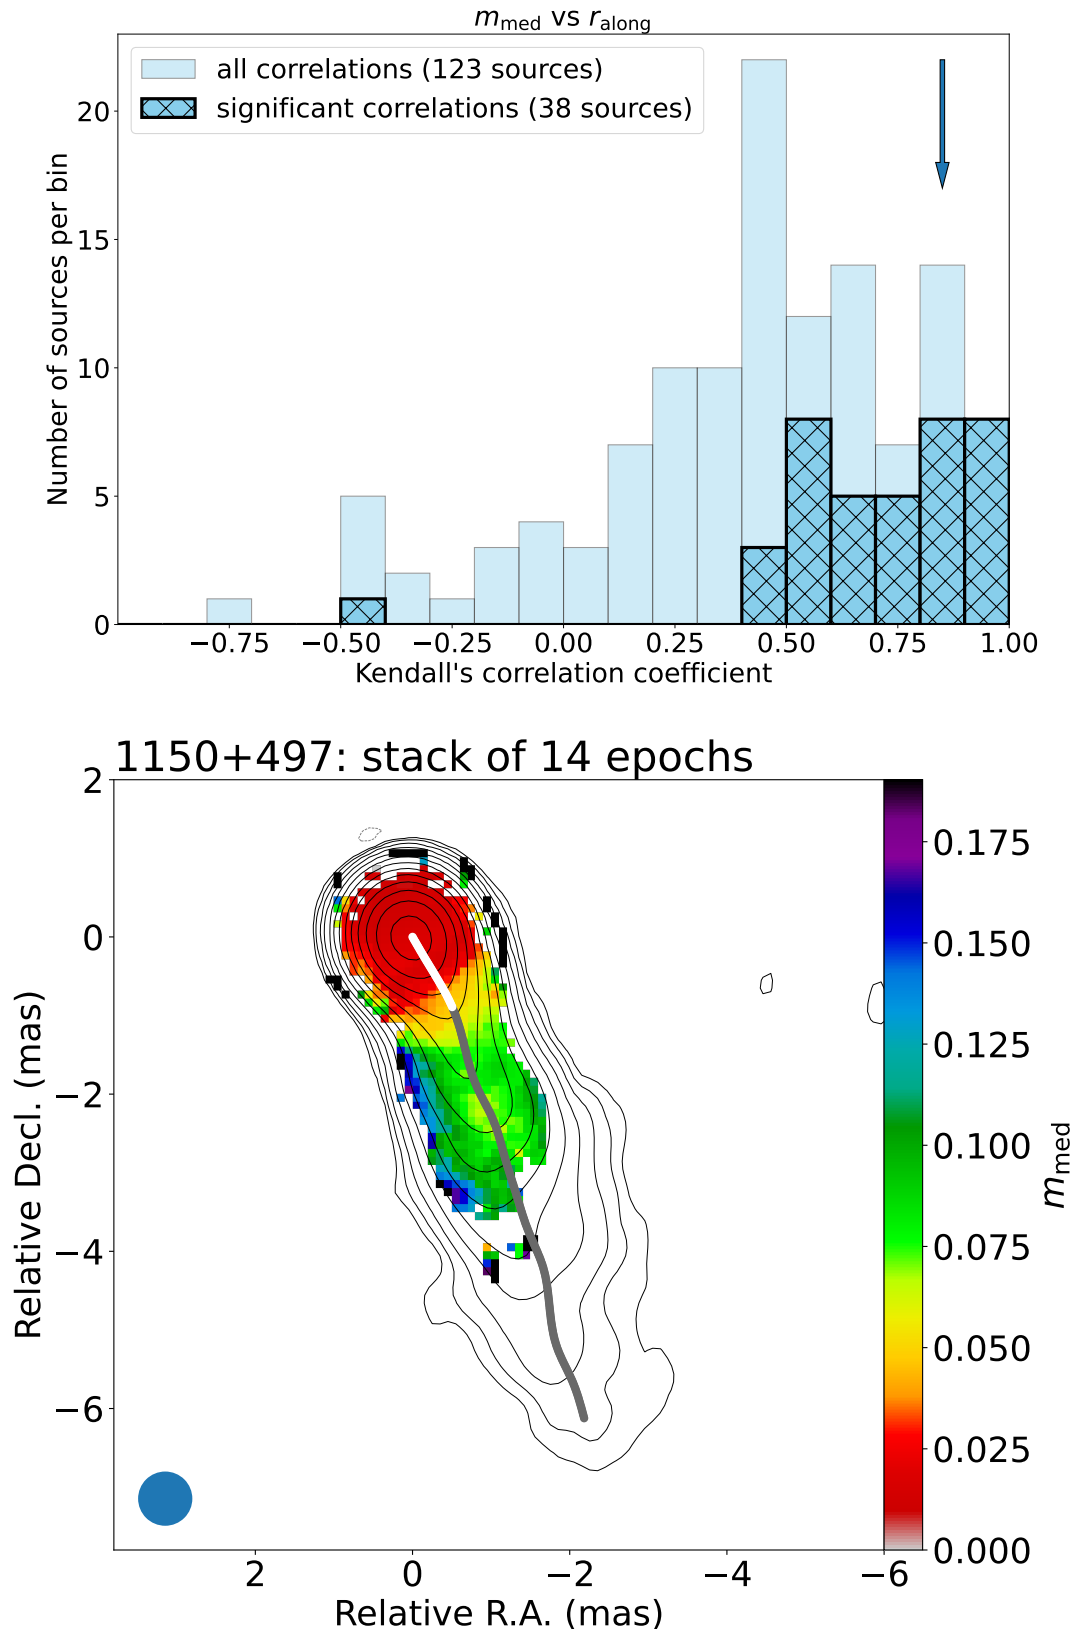 m_med vs r_along
all correlations (123 sources)
significant correlations (38 sources)
Number of sources per bin
20
15
10
5
0
−0.75 −0.50 −0.25 0.00 0.25 0.50 0.75 1.00
Kendall's correlation coefficient
1150+497: stack of 14 epochs
Relative Decl. (mas)
2
0
−2
−4
−6
2 0 −2 −4 −6
Relative R.A. (mas)
0.175
0.150
0.125
0.100
0.075
0.050
0.025
0.000
m_med